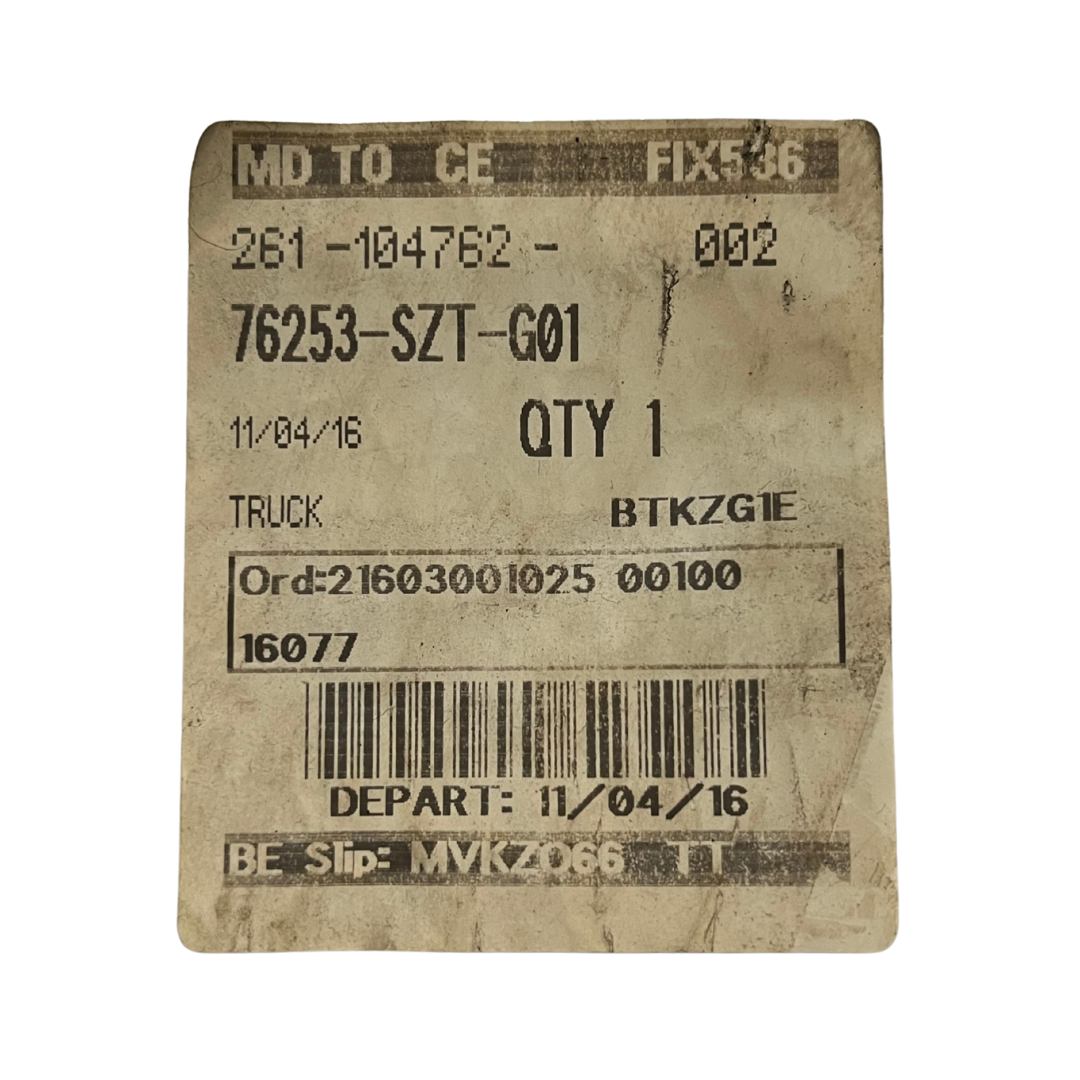 MD TO CE FIX536
261-104762- 002
76253-SZT-G01
11/04/16 QTY 1
TRUCK BTKZG1E
Ord:21603001025 00100
16077
DEPART: 11/04/16
BE Slip: MVKZ066 TT